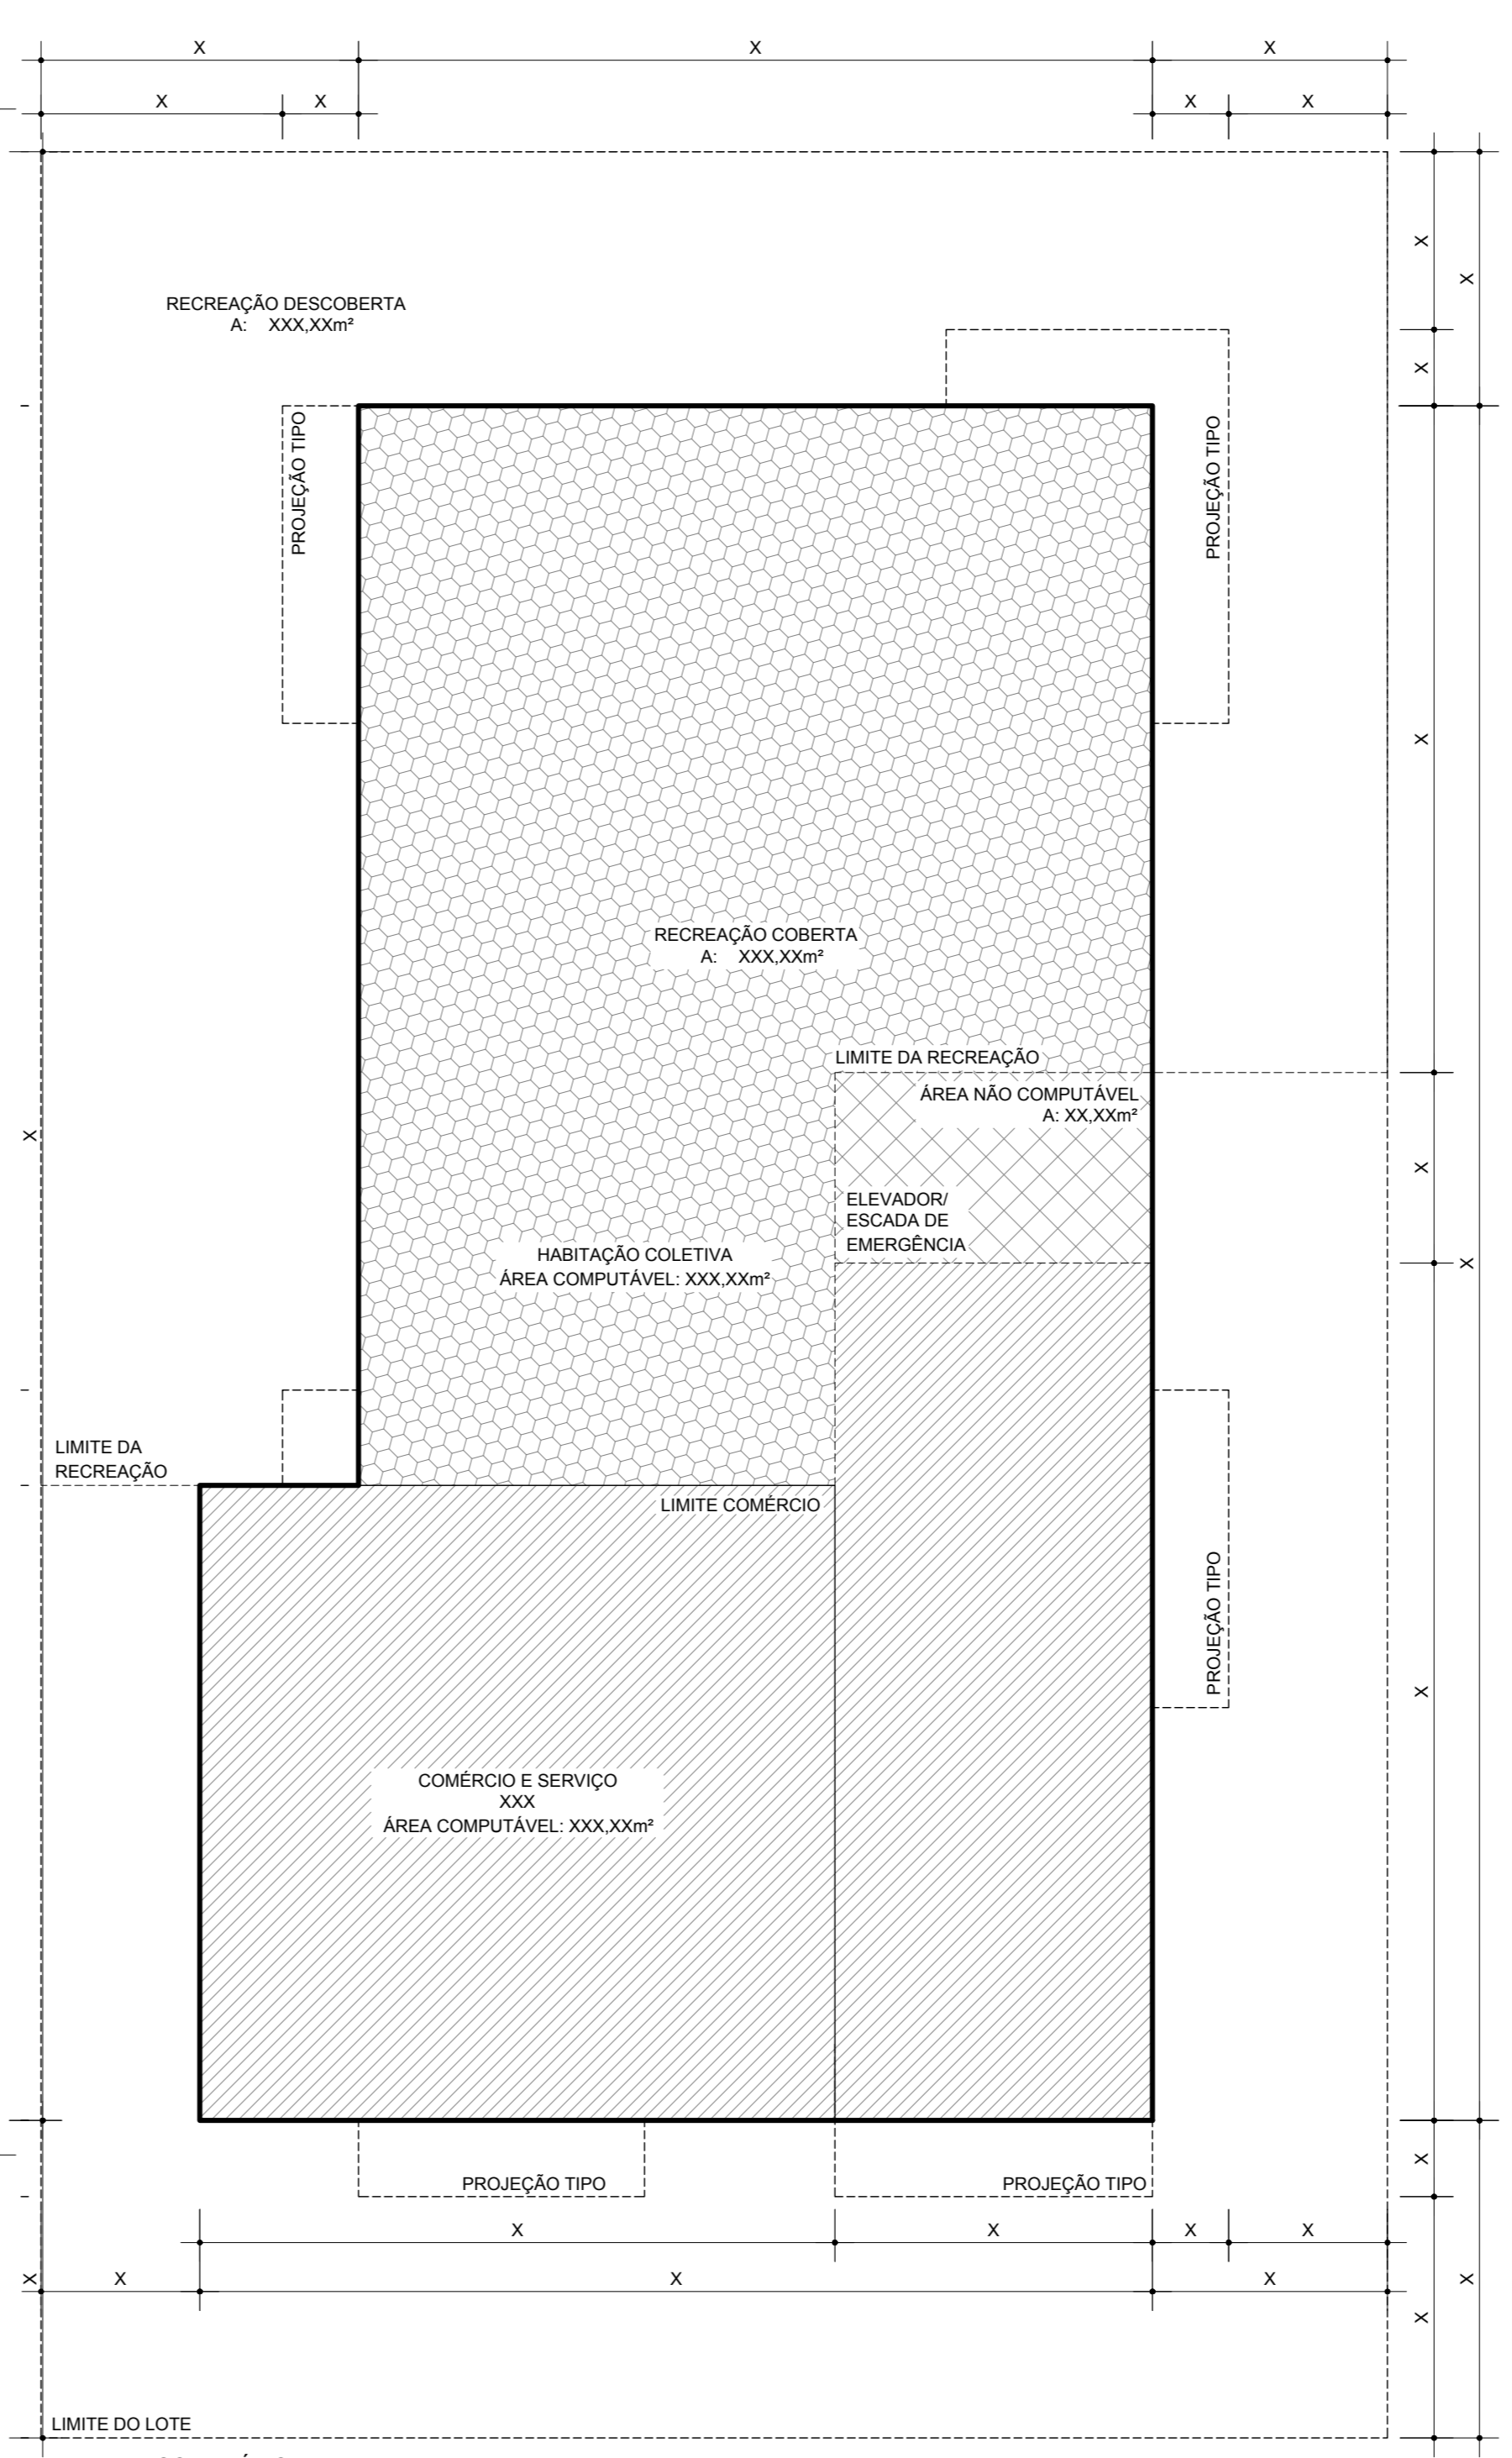 X
X
X
X
X
X
X
RECREAÇÃO DESCOBERTA
A: XXX,XXm²
X
X
X
PROJEÇÃO TIPO
PROJEÇÃO TIPO
X
RECREAÇÃO COBERTA
A: XXX,XXm²
LIMITE DA RECREAÇÃO
ÁREA NÃO COMPUTÁVEL
A: XX,XXm²
X
X
ELEVADOR/
ESCADA DE
EMERGÊNCIA
HABITAÇÃO COLETIVA
ÁREA COMPUTÁVEL: XXX,XXm²
X
LIMITE DA
RECREAÇÃO
LIMITE COMÉRCIO
PROJEÇÃO TIPO
X
COMÉRCIO E SERVIÇO
XXX
ÁREA COMPUTÁVEL: XXX,XXm²
X
PROJEÇÃO TIPO
PROJEÇÃO TIPO
X
X
X
X
X
X
X
X
X
X
LIMITE DO LOTE